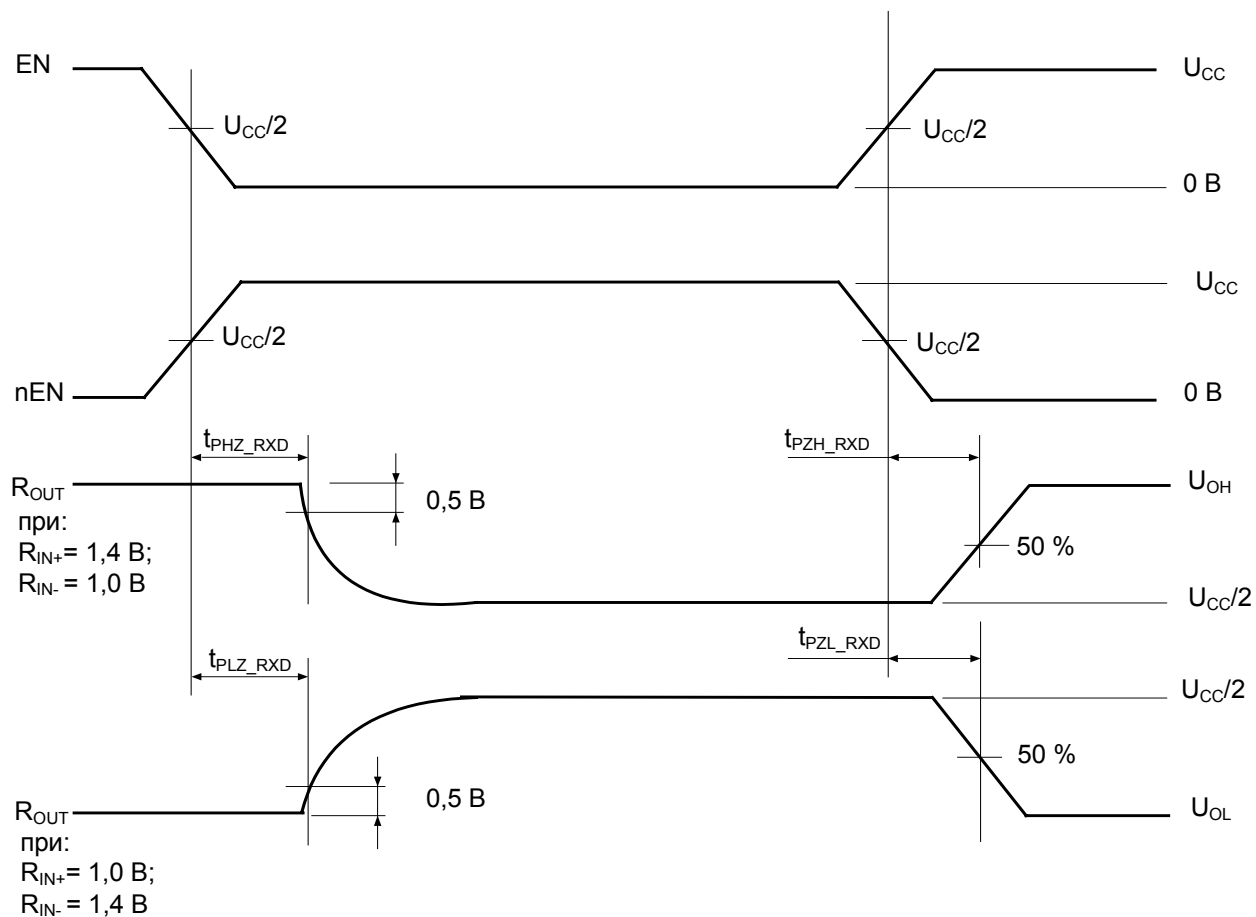 EN
U_CC
U_CC/2
U_CC/2
0 В
U_CC
U_CC/2
U_CC/2
nEN
0 В
t_PHZ_RXD
t_PZH_RXD
R_OUT
0,5 В
U_OH
при:
R_IN+ = 1,4 В;
50 %
R_IN- = 1,0 В
U_CC/2
t_PLZ_RXD
t_PZL_RXD
U_CC/2
50 %
0,5 В
R_OUT
U_OL
при:
R_IN+ = 1,0 В;
R_IN- = 1,4 В